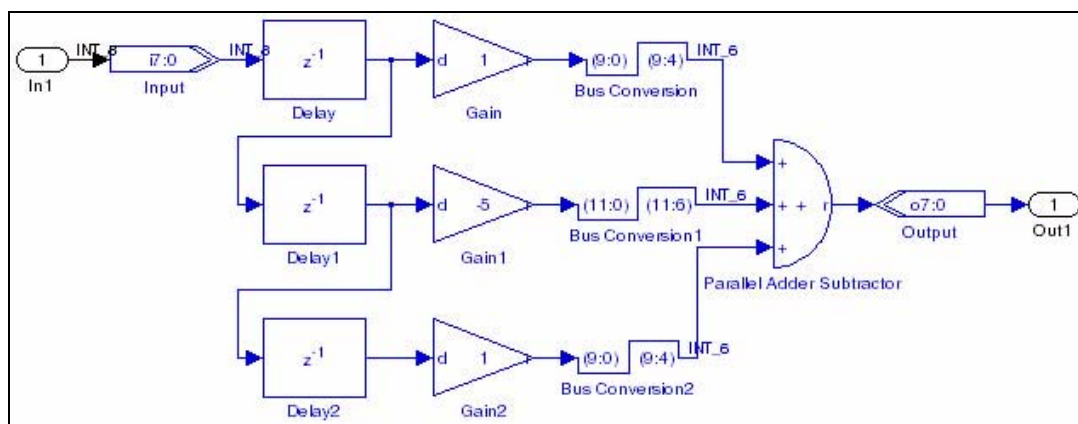 1
In1
INT_8
i7:0
Input
INT_8
z-1
Delay
d 1
Gain
(9:0) (9:4)
Bus Conversion
INT_6
z-1
Delay1
d -5
Gain1
(11:0) (11:6)
Bus Conversion1
INT_6
z-1
Delay2
d 1
Gain2
(9:0) (9:4)
Bus Conversion2
INT_6
+
+ + r
+
Parallel Adder Subtractor
o7:0
Output
1
Out1